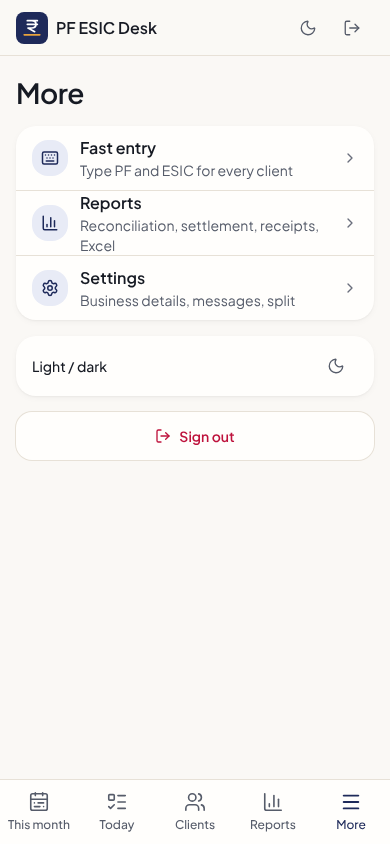 PF ESIC Desk
More
Fast entry
Type PF and ESIC for every client
Reports
Reconciliation, settlement, receipts,
Excel
Settings
Business details, messages, split
Light / dark
Sign out
This month
Today
Clients
Reports
More